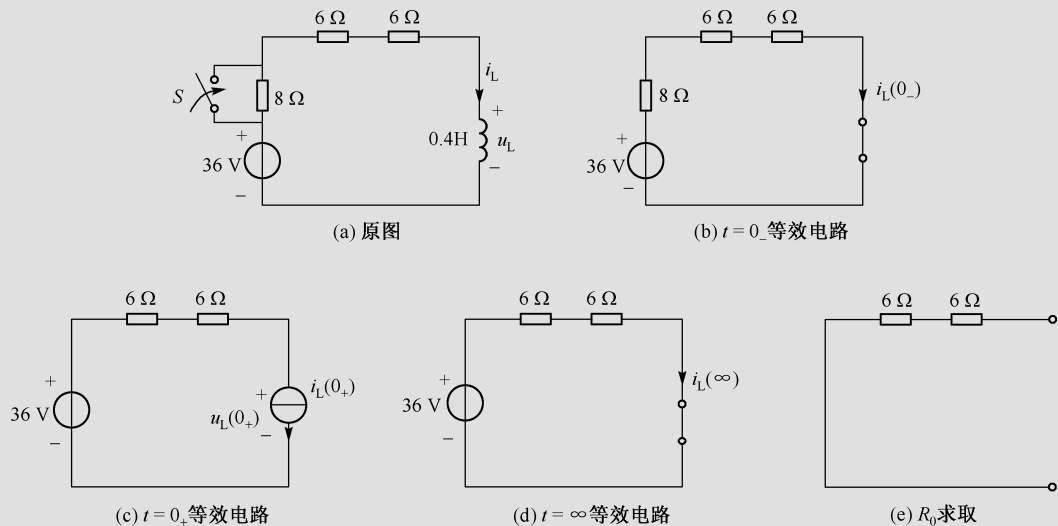 6 Ω 6 Ω
S
8 Ω
+
36 V
−
i_L
+
0.4H u_L
−
(a) 原图
6 Ω 6 Ω
8 Ω
+
36 V
−
i_L(0_−)
(b) t = 0_−等效电路
6 Ω 6 Ω
+
36 V
−
+ i_L(0_+)
u_L(0_+)
−
(c) t = 0_+等效电路
6 Ω 6 Ω
+
36 V
−
i_L(∞)
(d) t = ∞等效电路
6 Ω 6 Ω
(e) R_0求取